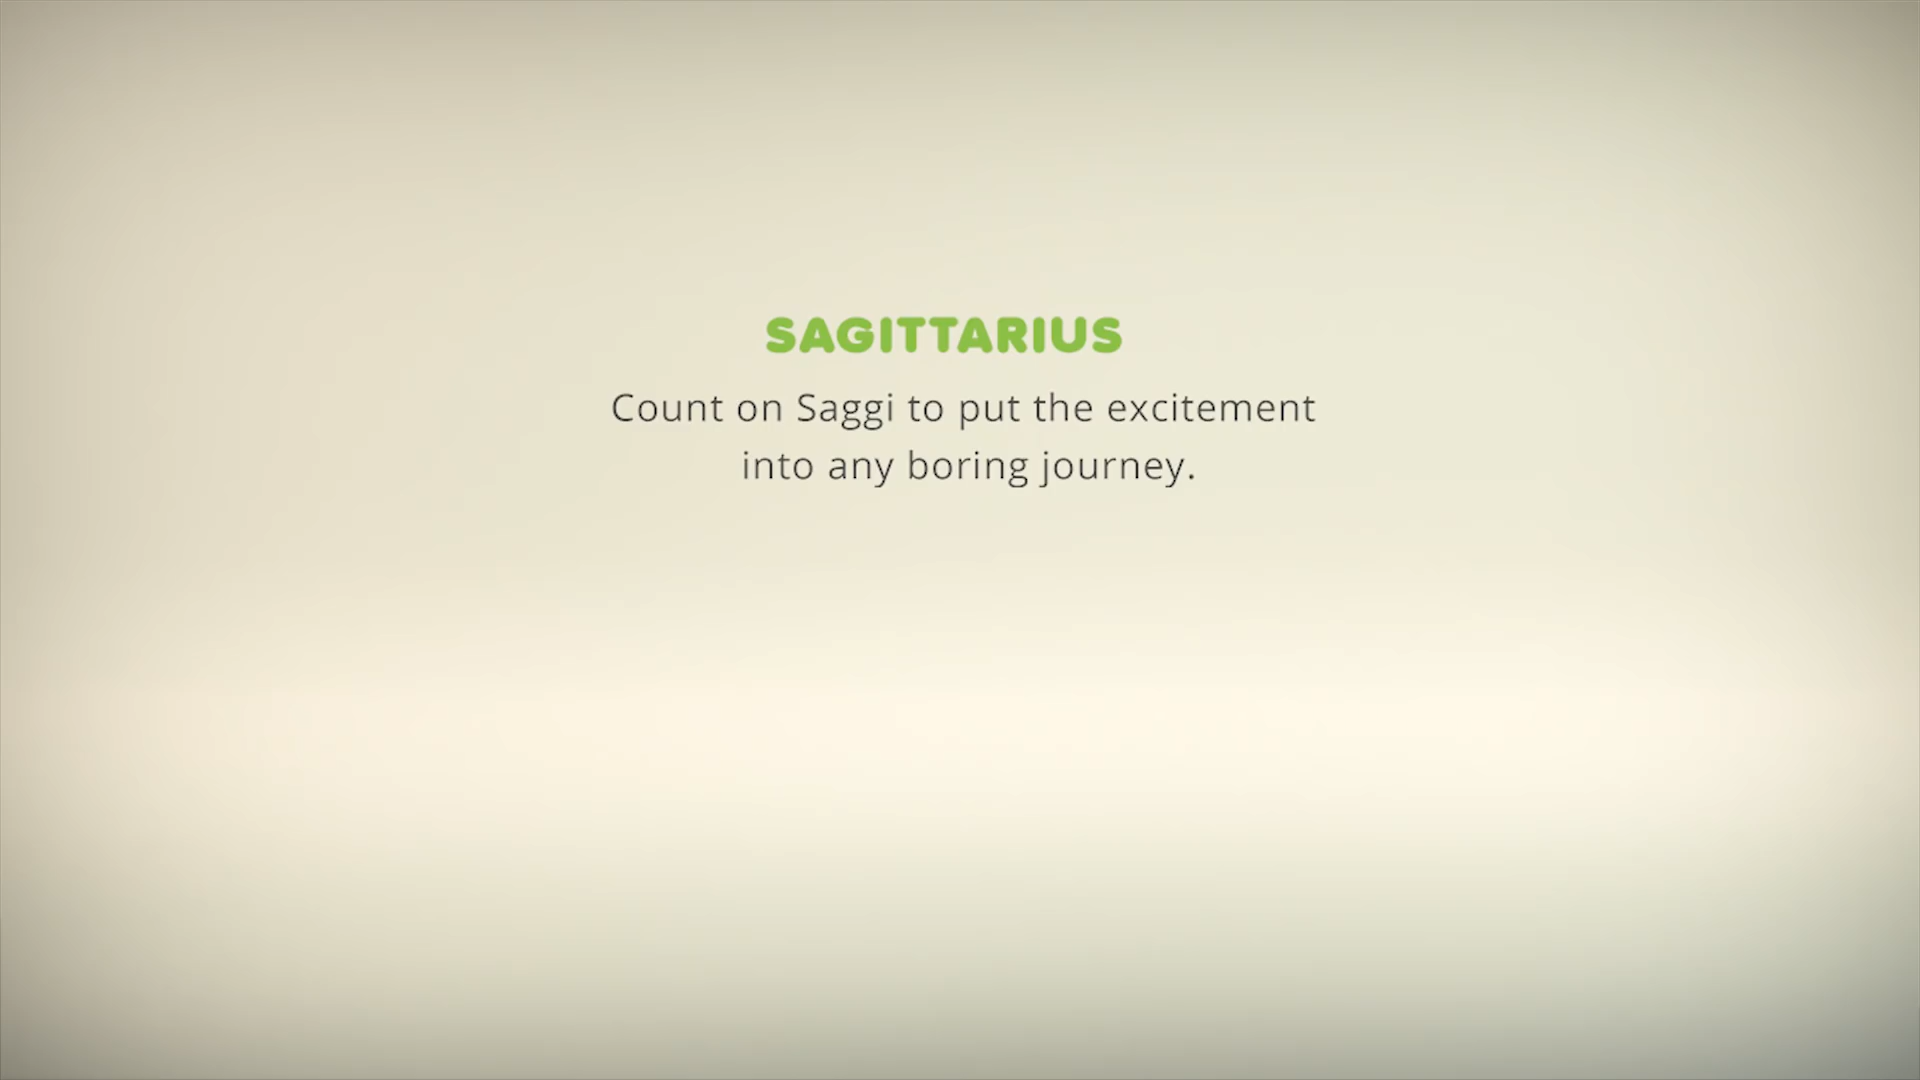 SAGITTARIUS
Count on Saggi to put the excitement
into any boring journey.